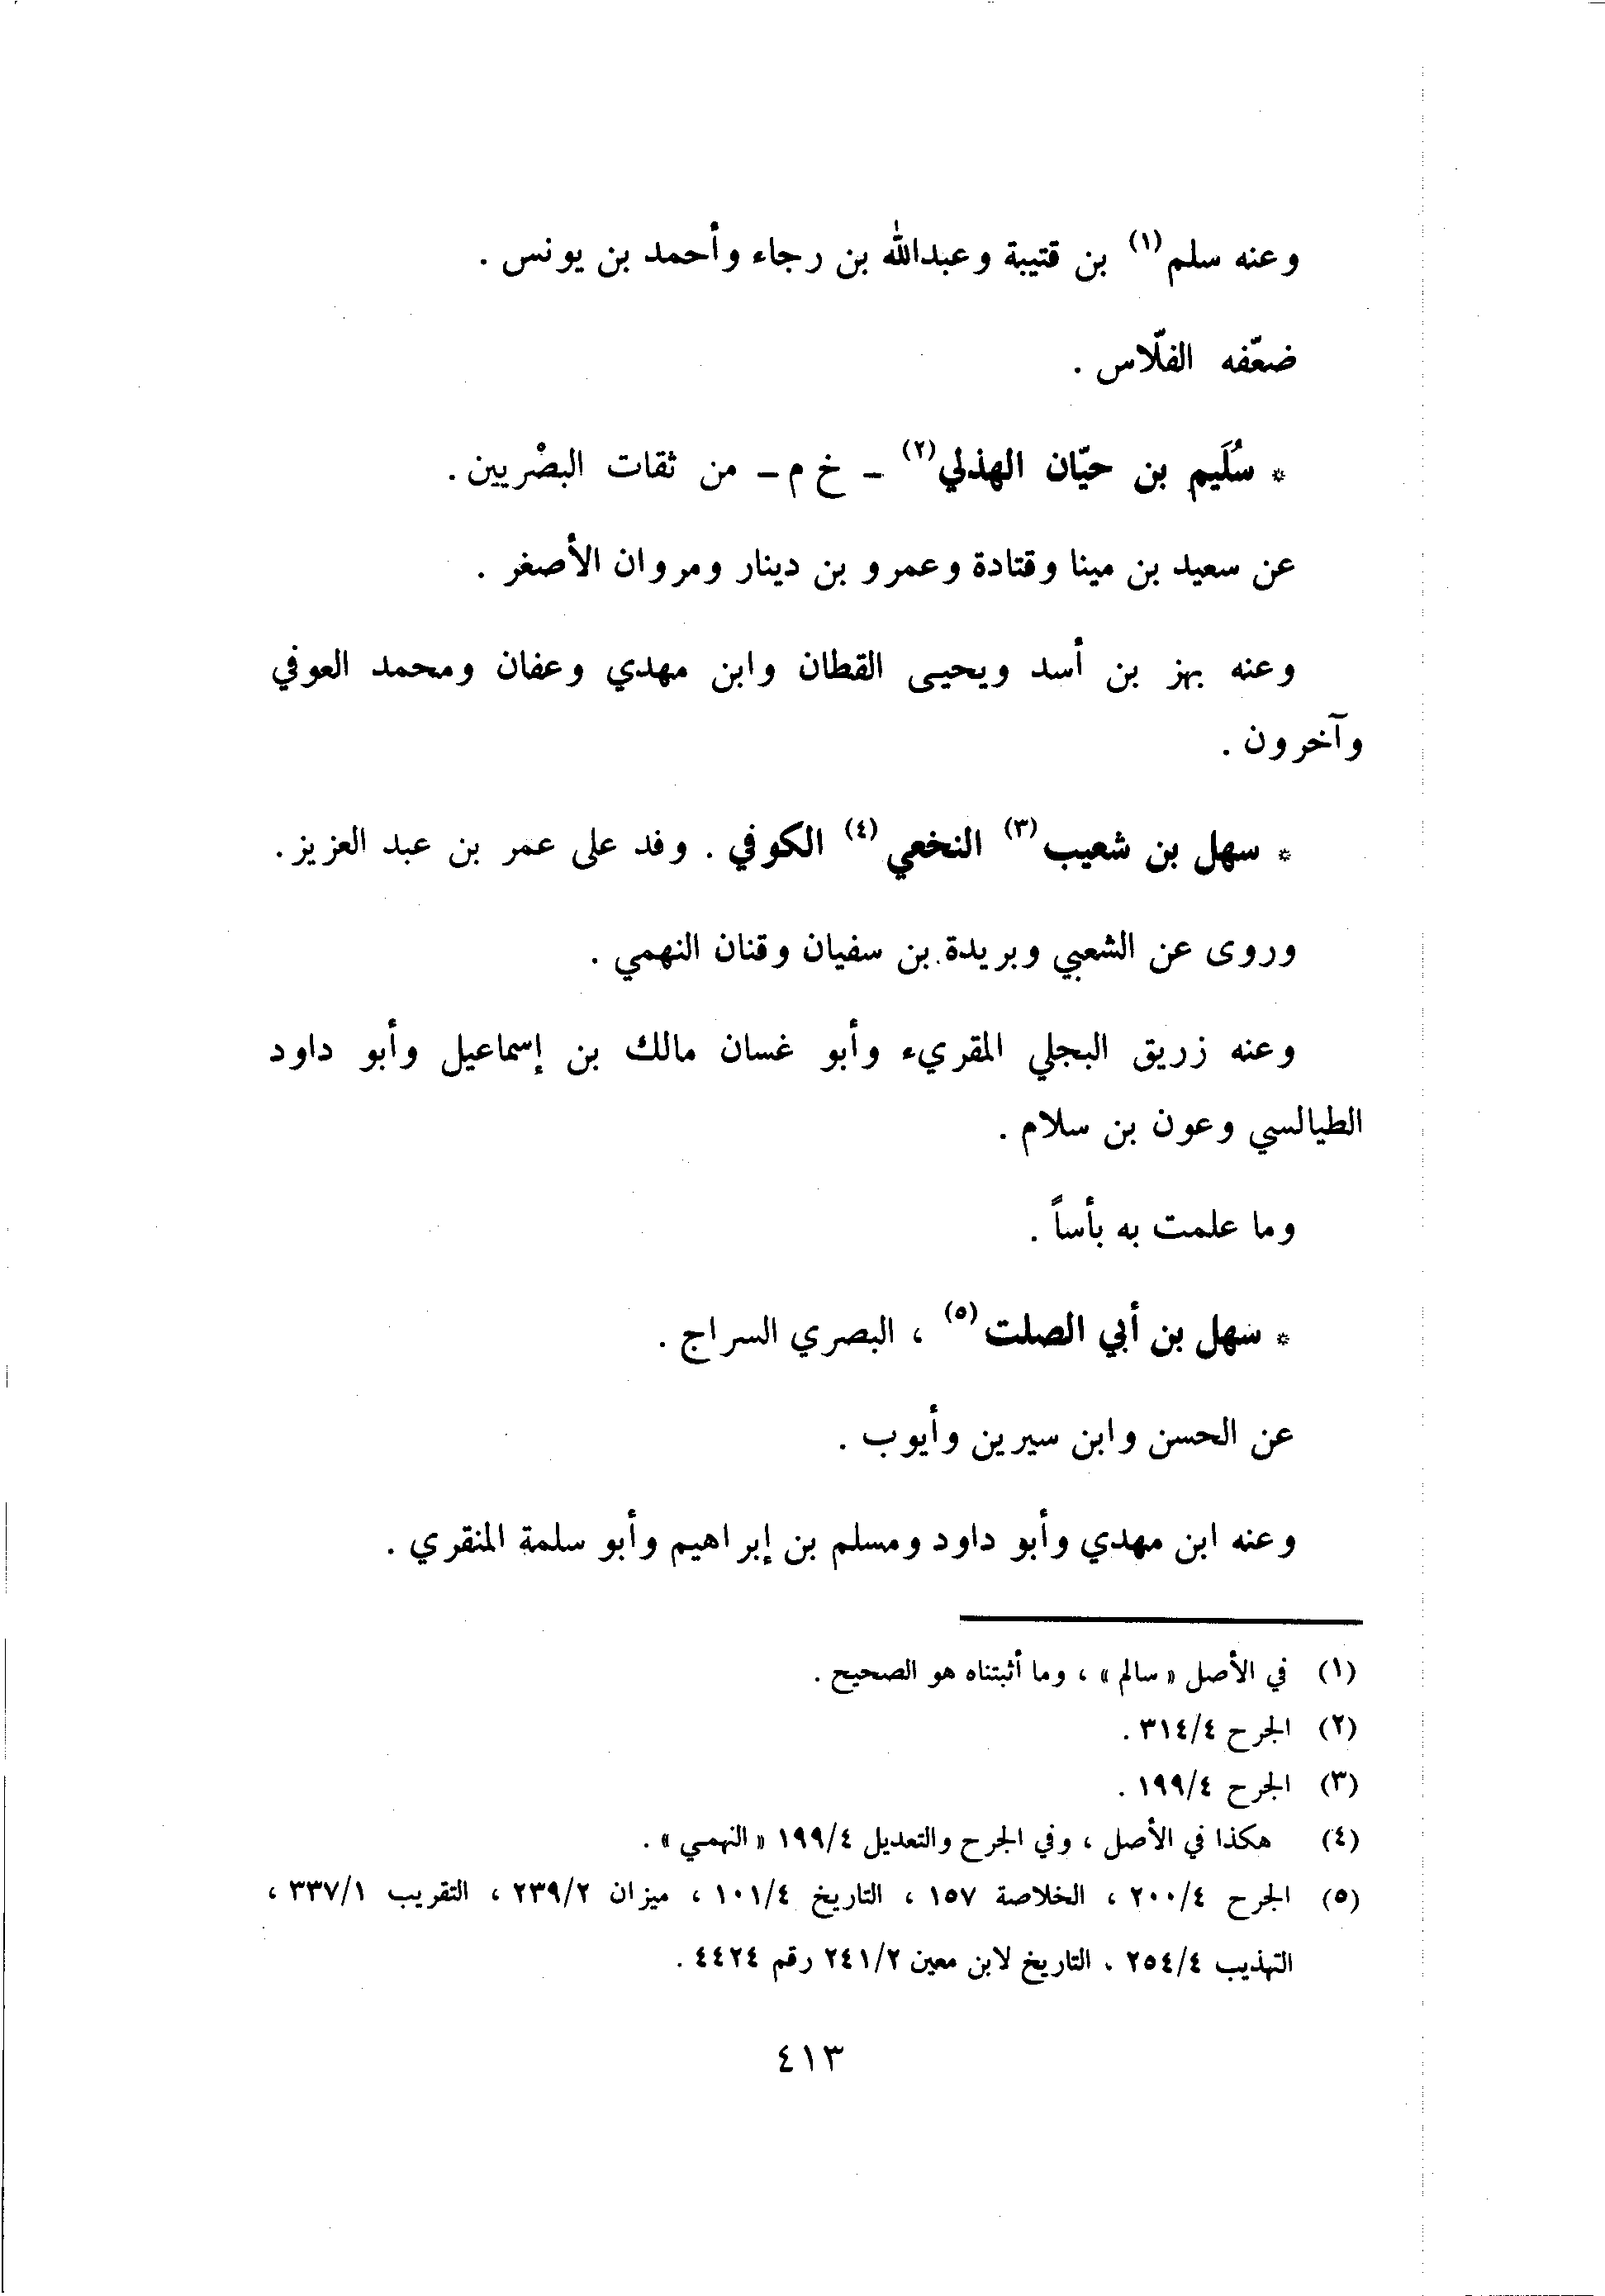 وعنه سلم(١) بن قتيبة وعبدالله بن رجاء وأحمد بن يونس .
ضعّفه الفلّاس .
* سُلَيم بن حيّان الهذلي(٢) ـ خ م ـ من ثقات البصْريين .
عن سعيد بن مينا وقتادة وعمرو بن دينار ومروان الأصغر .
وعنه بهز بن أسد ويحيى القطان وابن مهدي وعفان ومحمد العوفي
وآخرون .
* سهل بن شعيب(٣) النخعي(٤) الكوفي . وفد على عمر بن عبد العزيز .
وروى عن الشعبي وبريدة بن سفيان وقنان النهمي .
وعنه زريق البجلي المقريء وأبو غسان مالك بن إسماعيل وأبو داود
الطيالسي وعون بن سلام .
وما علمت به بأساً .
* سهل بن أبي الصلت(٥) ، البصري السراج .
عن الحسن وابن سيرين وأيوب .
وعنه ابن مهدي وأبو داود ومسلم بن إبراهيم وأبو سلمة المنقري .
(١) في الأصل « سالم » ، وما أثبتناه هو الصحيح .
(٢) الجرح ٣١٤/٤ .
(٣) الجرح ١٩٩/٤ .
(٤) هكذا في الأصل ، وفي الجرح والتعديل ١٩٩/٤ « النهمي » .
(٥) الجرح ٢٠٠/٤ ، الخلاصة ١٥٧ ، التاريخ ١٠١/٤ ، ميزان ٢٣٩/٢ ، التقريب ٣٣٧/١ ،
التهذيب ٢٥٤/٤ ، التاريخ لابن معين ٢٤١/٢ رقم ٤٤٢٤ .
٤١٣